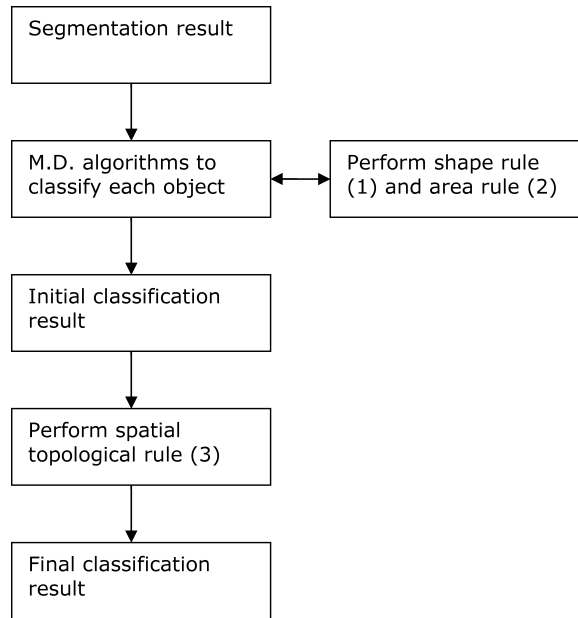 Segmentation result
M.D. algorithms to
classify each object
Perform shape rule
(1) and area rule (2)
Initial classification
result
Perform spatial
topological rule (3)
Final classification
result